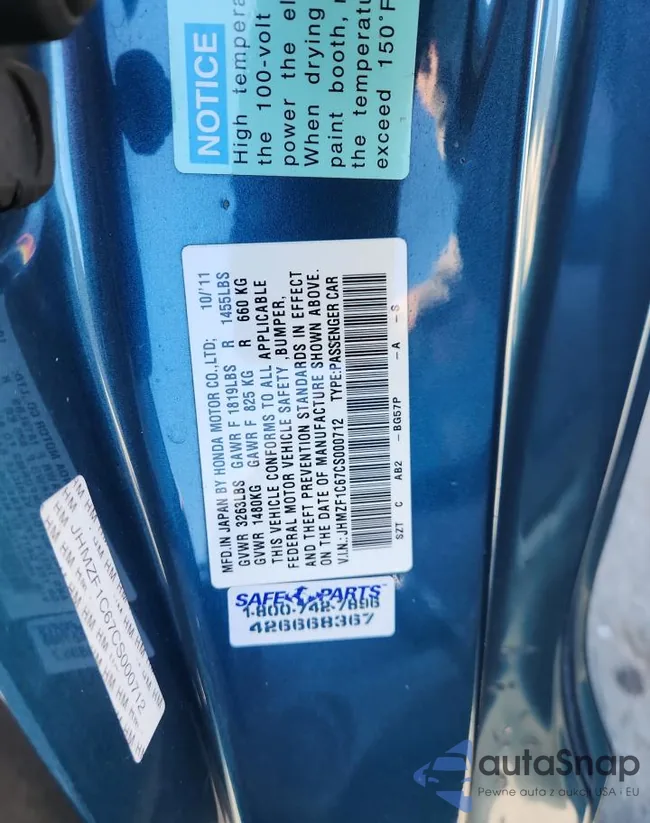 NOTICE
High tempera
the 100-volt
power the el
When drying
paint booth,
the temperatu
exceed 150°F
MFD.IN JAPAN BY HONDA MOTOR CO.,LTD; 10/'11
GVWR 3263LBS GAWR F 1819LBS R 1455LBS
GVWR 1480KG GAWR F 825 KG R 660 KG
THIS VEHICLE CONFORMS TO ALL APPLICABLE
FEDERAL MOTOR VEHICLE SAFETY ,BUMPER,
AND THEFT PREVENTION STANDARDS IN EFFECT
ON THE DATE OF MANUFACTURE SHOWN ABOVE.
V.I.N.: JHMZF1C67CS000712 TYPE:PASSENGER CAR
SZT C AB2 -BG57P -A -S
SAFE PARTS
1-800-742-7896
426668367
JHMZF1C67CS000712
autoSnap
Pewne auta z aukcji USA i EU